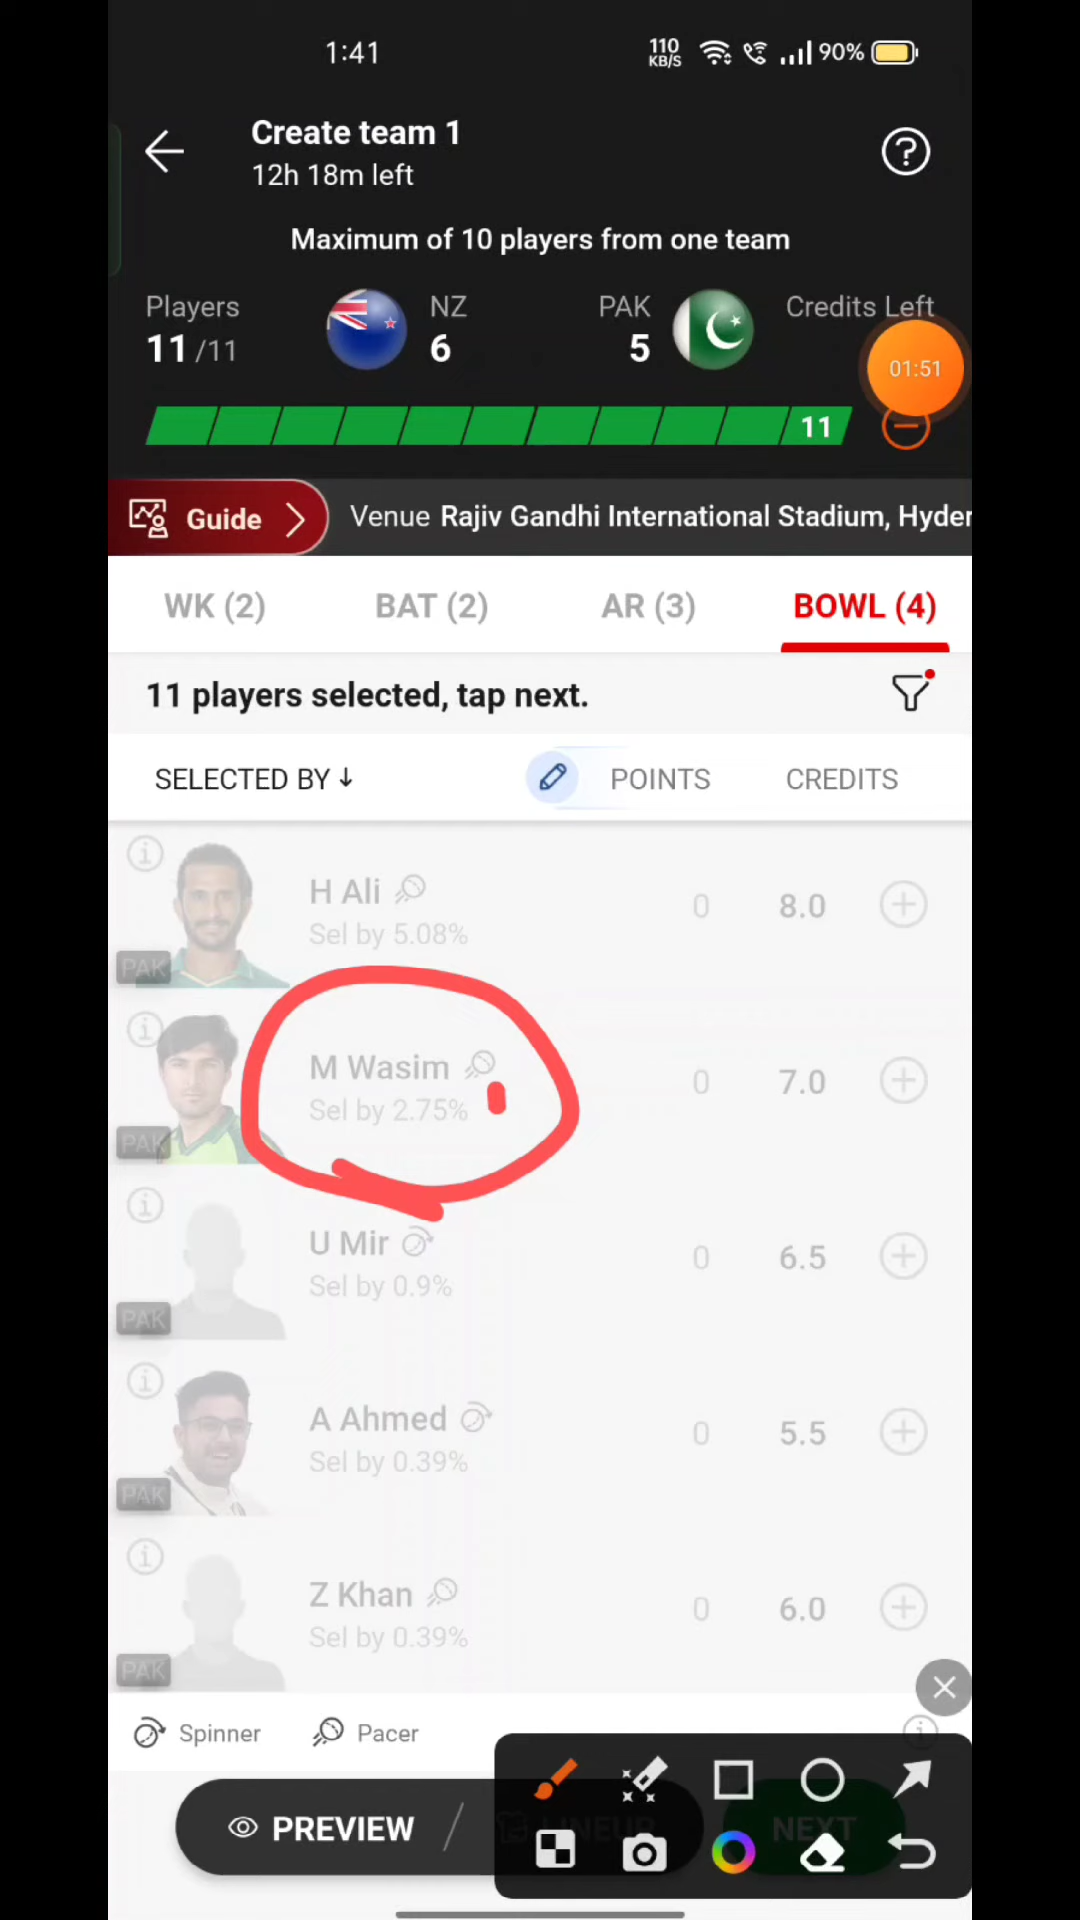 1:41
110
KB/S
90%
Create team 1
12h 18m left
Maximum of 10 players from one team
Players
11/11
NZ
6
PAK
5
Credits Left
01:51
11
Guide
Venue Rajiv Gandhi International Stadium, Hyder
WK (2)
BAT (2)
AR (3)
BOWL (4)
11 players selected, tap next.
SELECTED BY ↓
POINTS
CREDITS
H Ali
Sel by 5.08%
0
8.0
PAK
M Wasim
Sel by 2.75%
0
7.0
PAK
U Mir
Sel by 0.9%
0
6.5
PAK
A Ahmed
Sel by 0.39%
0
5.5
PAK
Z Khan
Sel by 0.39%
0
6.0
PAK
Spinner
Pacer
PREVIEW
LINEUP
NEXT